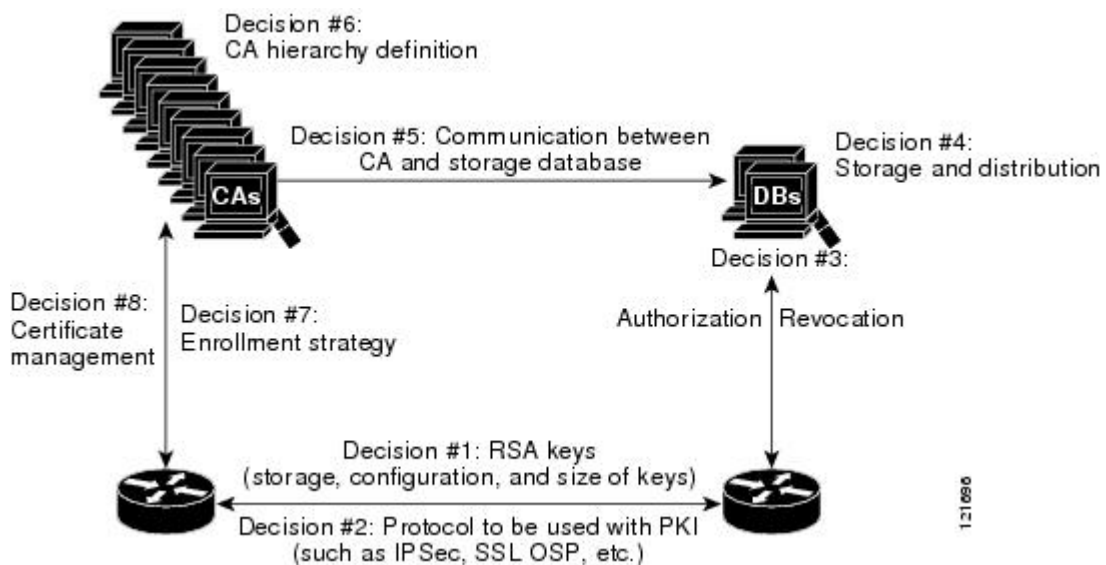 Decision #6:
CA hierarchy definition
Decision #5: Communication between
CA and storage database
Decision #4:
Storage and distribution
CAs
DBs
Decision #3:
Decision #8:
Certificate
management
Decision #7:
Enrollment strategy
Authorization
Revocation
Decision #1: RSA keys
(storage, configuration, and size of keys)
Decision #2: Protocol to be used with PKI
(such as IPSec, SSL OSP, etc.)
121696